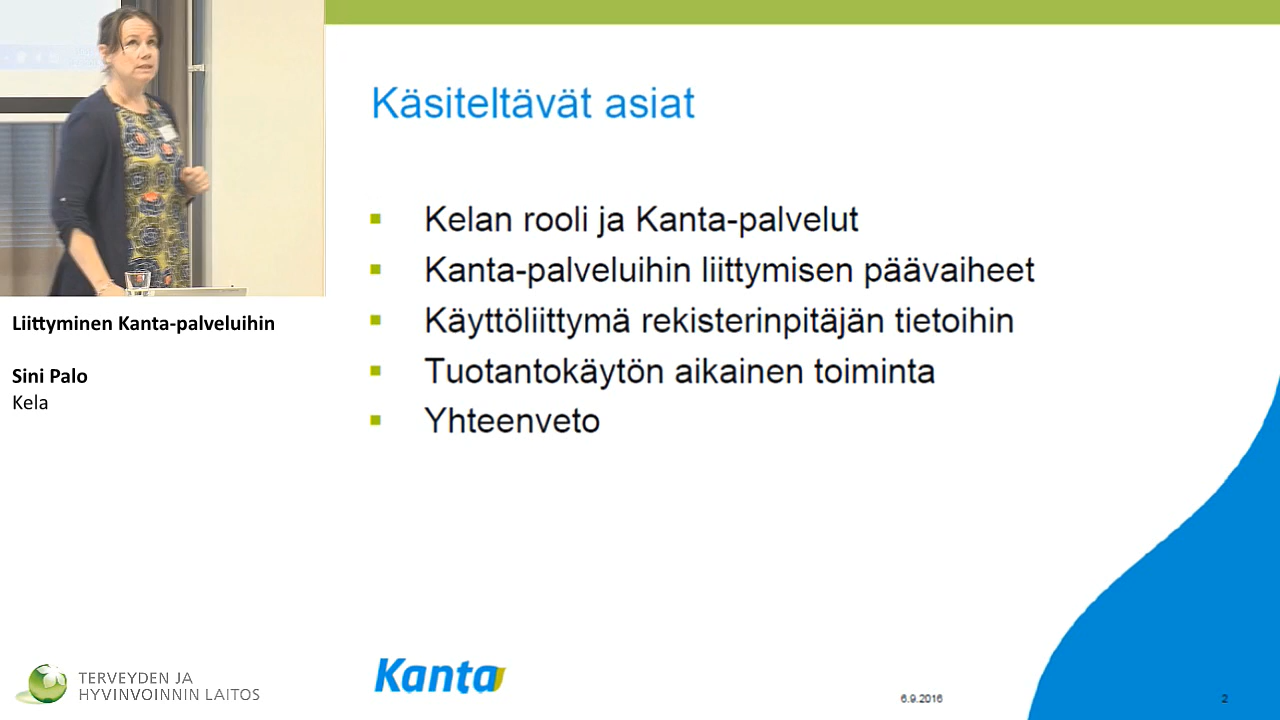 Käsiteltävät asiat
Kelan rooli ja Kanta-palvelut
Kanta-palveluihin liittymisen päävaiheet
Käyttöliittymä rekisterinpitäjän tietoihin
Tuotantokäytön aikainen toiminta
Yhteenveto
Liittyminen Kanta-palveluihin
Sini Palo
Kela
TERVEYDEN JA
HYVINVOINNIN LAITOS
Kanta
6.9.2016
2